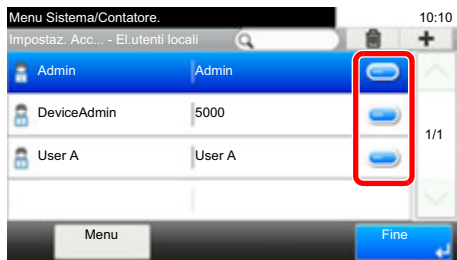 Menu Sistema/Contatore. 10:10
Impostaz. Acc... - El.utenti locali
Admin Admin
DeviceAdmin 5000
1/1
User A User A
Menu Fine